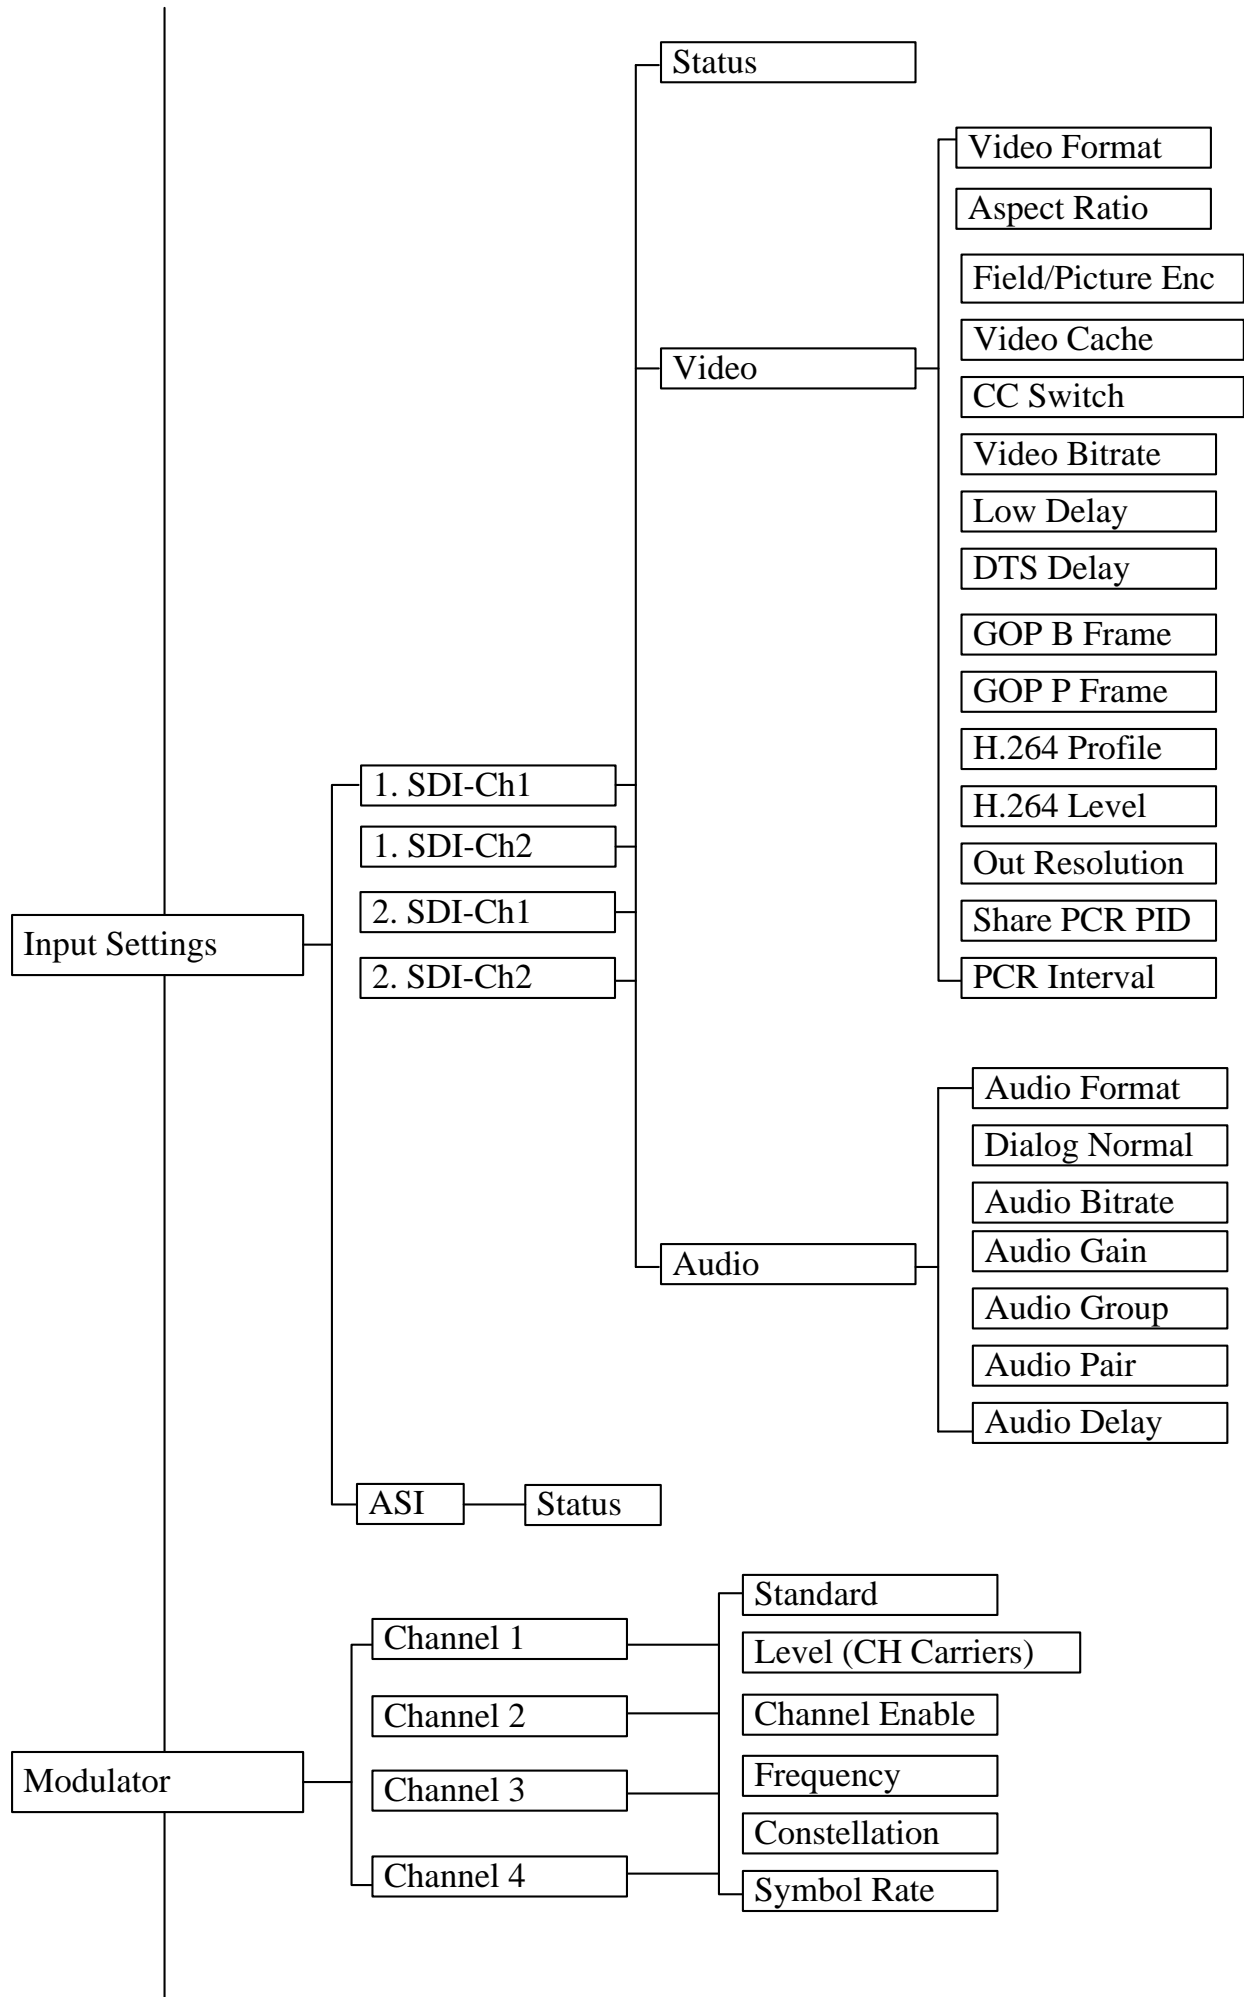 Status
Video Format
Aspect Ratio
Field/Picture Enc
Video Cache
Video
CC Switch
Video Bitrate
Low Delay
DTS Delay
GOP B Frame
GOP P Frame
H.264 Profile
1. SDI-Ch1
H.264 Level
1. SDI-Ch2
Out Resolution
2. SDI-Ch1
Share PCR PID
Input Settings
2. SDI-Ch2
PCR Interval
Audio Format
Dialog Normal
Audio Bitrate
Audio Gain
Audio
Audio Group
Audio Pair
Audio Delay
ASI
Status
Standard
Channel 1
Level (CH Carriers)
Channel 2
Channel Enable
Modulator
Channel 3
Frequency
Constellation
Channel 4
Symbol Rate